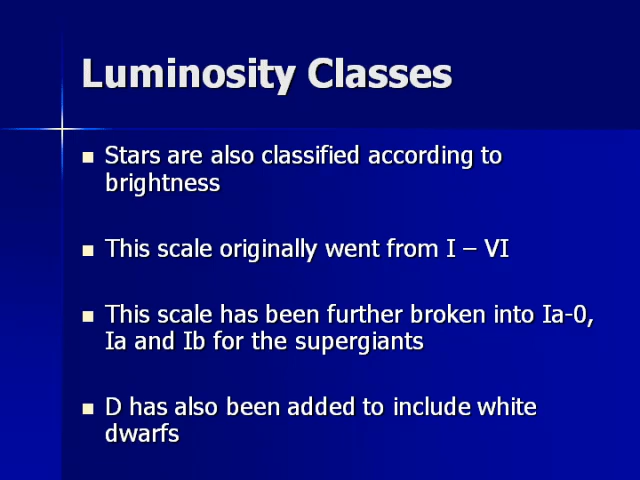 Luminosity Classes
Stars are also classified according to
brightness
This scale originally went from I – VI
This scale has been further broken into Ia-0,
Ia and Ib for the supergiants
D has also been added to include white
dwarfs